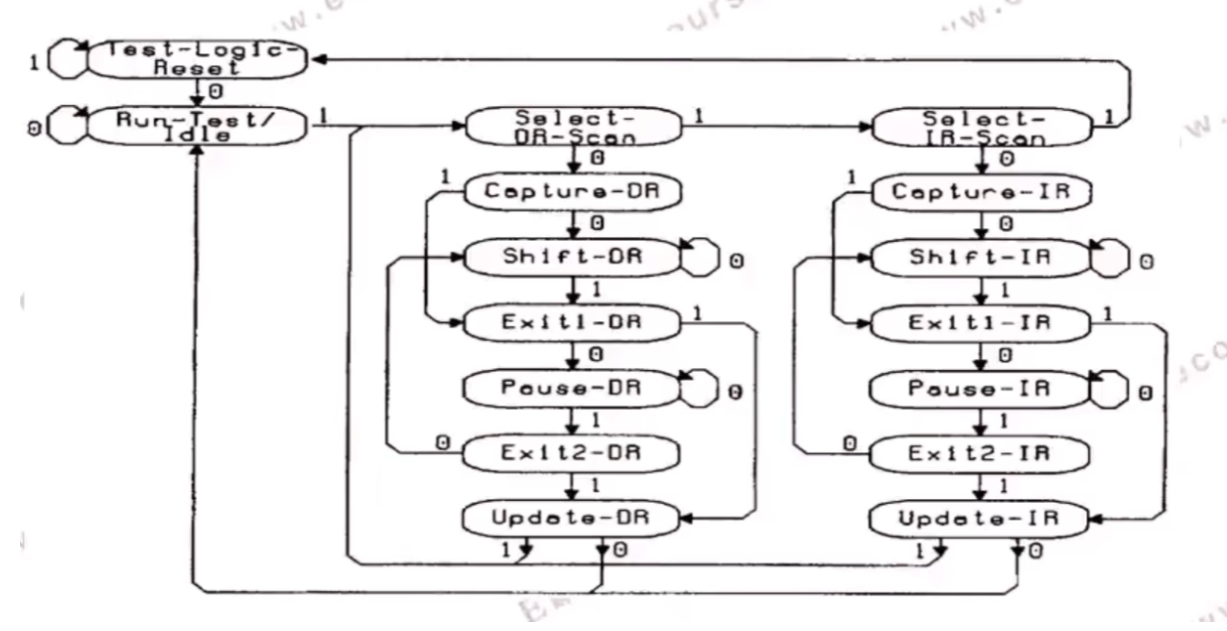 Test-Logic-
Reset
1
0
Run-Test/
Idle
0
1
Select-
DR-Scan
1
0
Select-
IR-Scan
1
0
Capture-DR
1
0
Capture-IR
1
0
Shift-DR
0
1
Shift-IR
0
1
Exit1-DR
1
0
Exit1-IR
1
0
Pause-DR
0
1
Pause-IR
0
1
Exit2-DR
0
1
Exit2-IR
0
1
Update-DR
1
0
Update-IR
1
0